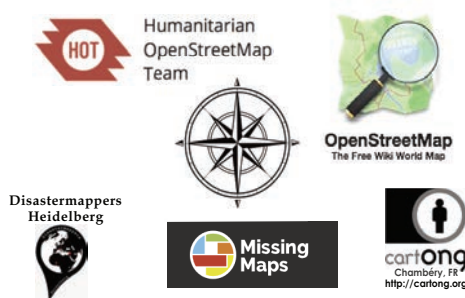 HOT
Humanitarian
OpenStreetMap
Team
OpenStreetMap
The Free Wiki World Map
Disastermappers
Heidelberg
Missing
Maps
cartONG
Chambéry, FR
http://cartong.org